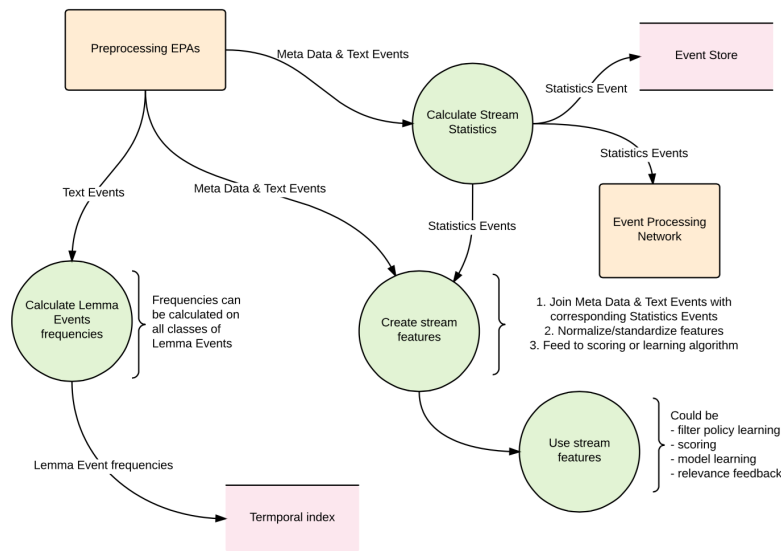 Preprocessing EPAs
Meta Data & Text Events
Event Store
Statistics Event
Calculate Stream
Statistics
Statistics Events
Text Events
Meta Data & Text Events
Statistics Events
Event Processing
Network
Calculate Lemma
Events
frequencies
Frequencies can
be calculated on
all classes of
Lemma Events
Create stream
features
1. Join Meta Data & Text Events with
corresponding Statistics Events
2. Normalize/standardize features
3. Feed to scoring or learning algorithm
Use stream
features
Could be
- filter policy learning
- scoring
- model learning
- relevance feedback
Lemma Event frequencies
Termporal index